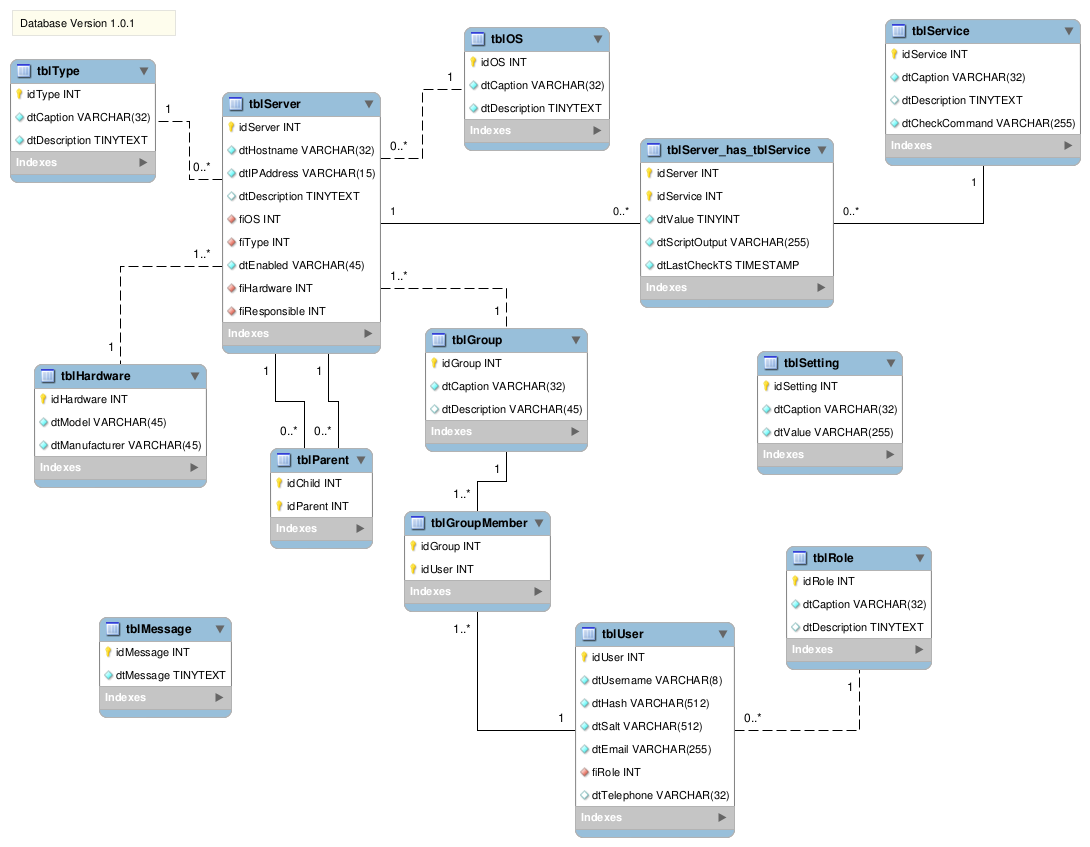 Database Version 1.0.1
tblType
idType INT
dtCaption VARCHAR(32)
dtDescription TINYTEXT
Indexes
1
0..*
tblServer
idServer INT
dtHostname VARCHAR(32)
dtIPAddress VARCHAR(15)
dtDescription TINYTEXT
fiOS INT
fiType INT
dtEnabled VARCHAR(45)
fiHardware INT
fiResponsible INT
Indexes
tblOS
idOS INT
dtCaption VARCHAR(32)
dtDescription TINYTEXT
Indexes
1
0..*
tblServer_has_tblService
idServer INT
idService INT
dtValue TINYINT
dtScriptOutput VARCHAR(255)
dtLastCheckTS TIMESTAMP
Indexes
1
0..*
tblService
idService INT
dtCaption VARCHAR(32)
dtDescription TINYTEXT
dtCheckCommand VARCHAR(255)
Indexes
1
0..*
1..*
1
tblHardware
idHardware INT
dtModel VARCHAR(45)
dtManufacturer VARCHAR(45)
Indexes
1
1
0..*
0..*
tblParent
idChild INT
idParent INT
Indexes
1..*
1
tblGroup
idGroup INT
dtCaption VARCHAR(32)
dtDescription VARCHAR(45)
Indexes
1
1..*
tblGroupMember
idGroup INT
idUser INT
Indexes
1..*
1
tblSetting
idSetting INT
dtCaption VARCHAR(32)
dtValue VARCHAR(255)
Indexes
tblRole
idRole INT
dtCaption VARCHAR(32)
dtDescription TINYTEXT
Indexes
1
0..*
tblMessage
idMessage INT
dtMessage TINYTEXT
Indexes
tblUser
idUser INT
dtUsername VARCHAR(8)
dtHash VARCHAR(512)
dtSalt VARCHAR(512)
dtEmail VARCHAR(255)
fiRole INT
dtTelephone VARCHAR(32)
Indexes